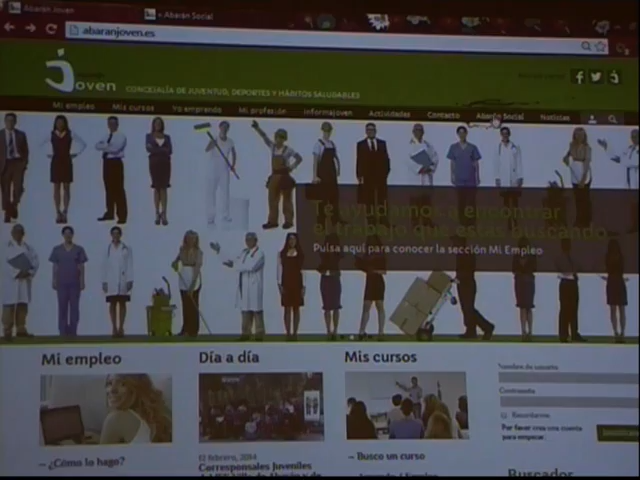 Abarán Joven
Abarán Social
abaranjoven.es
Joven
CONCEJALÍA DE JUVENTUD, DEPORTES Y HÁBITOS SALUDABLES
Mi empleo Mis cursos Yo emprendo Mi profesión Informajoven Actividades Contacto Abarán Social Noticias
Te ayudamos a encontrar
el trabajo que estás buscando
Pulsa aquí para conocer la sección Mi Empleo
Mi empleo Día a día Mis cursos
Nombre de usuario
Contraseña
Recordarme
Por favor crea una cuenta
para empezar.
– ¿Cómo lo hago?
12 febrero, 2014
Corresponsales Juveniles
– Busco un curso
Buscador